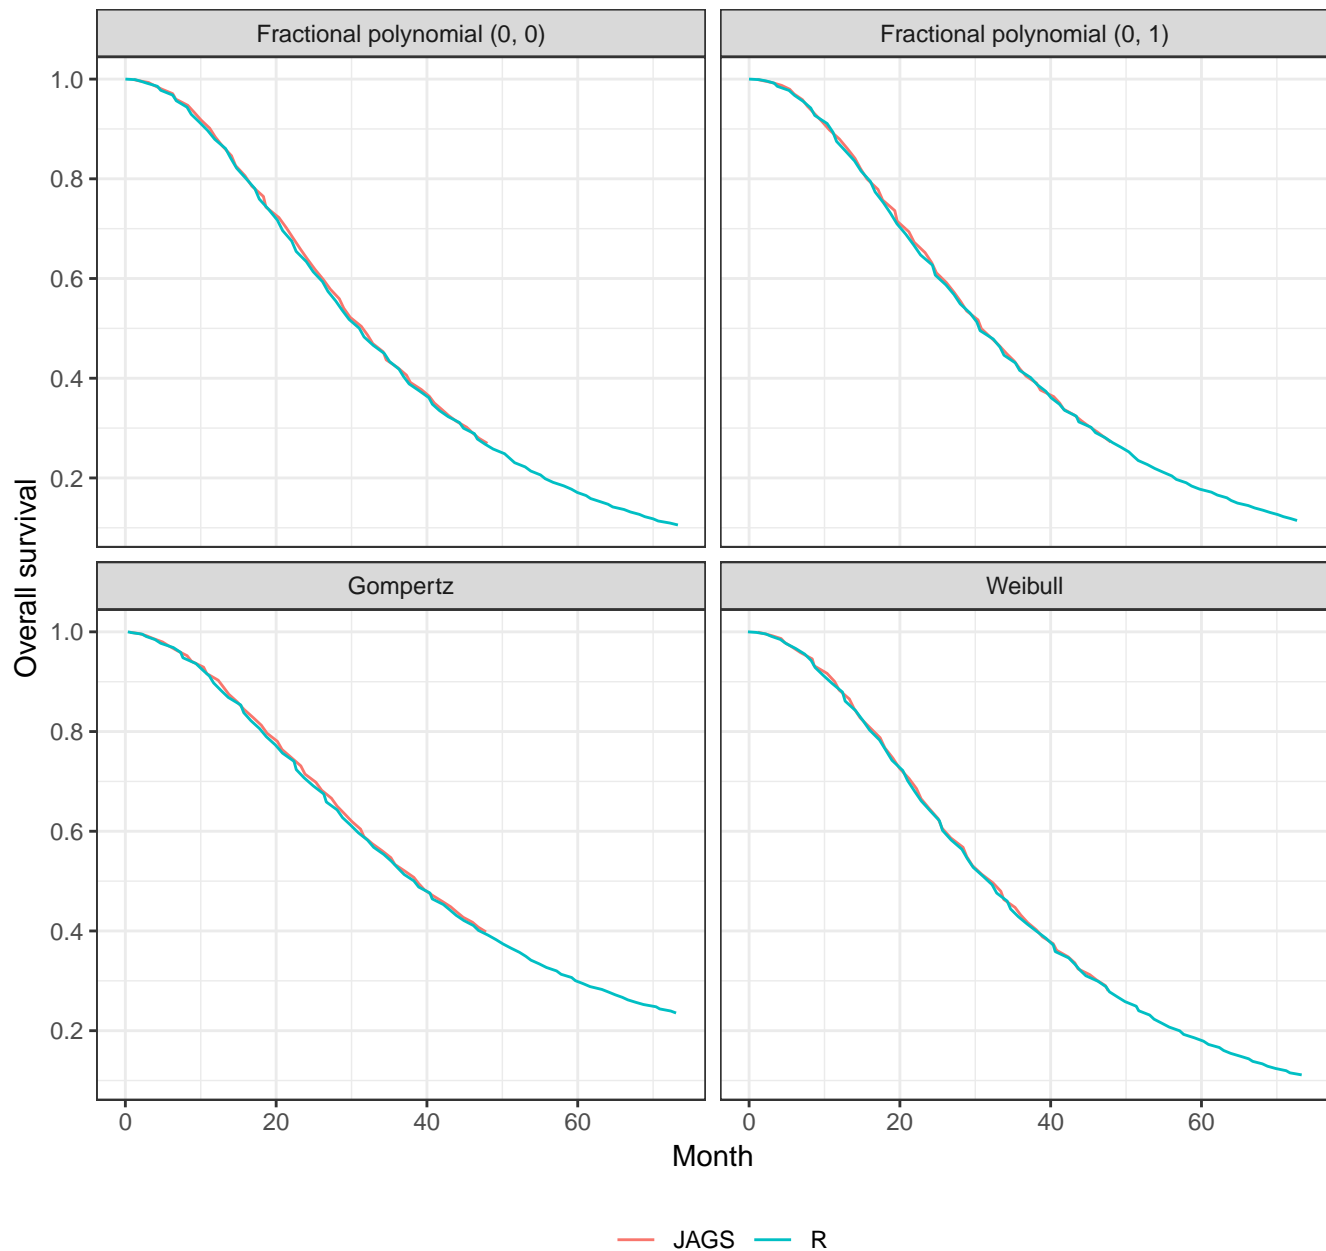 Fractional polynomial (0, 0)
Fractional polynomial (0, 1)
1.0
0.8
0.6
0.4
0.2
Gompertz
Weibull
1.0
0.8
0.6
0.4
0.2
0 20 40 60
0 20 40 60
Overall survival
Month
JAGS R